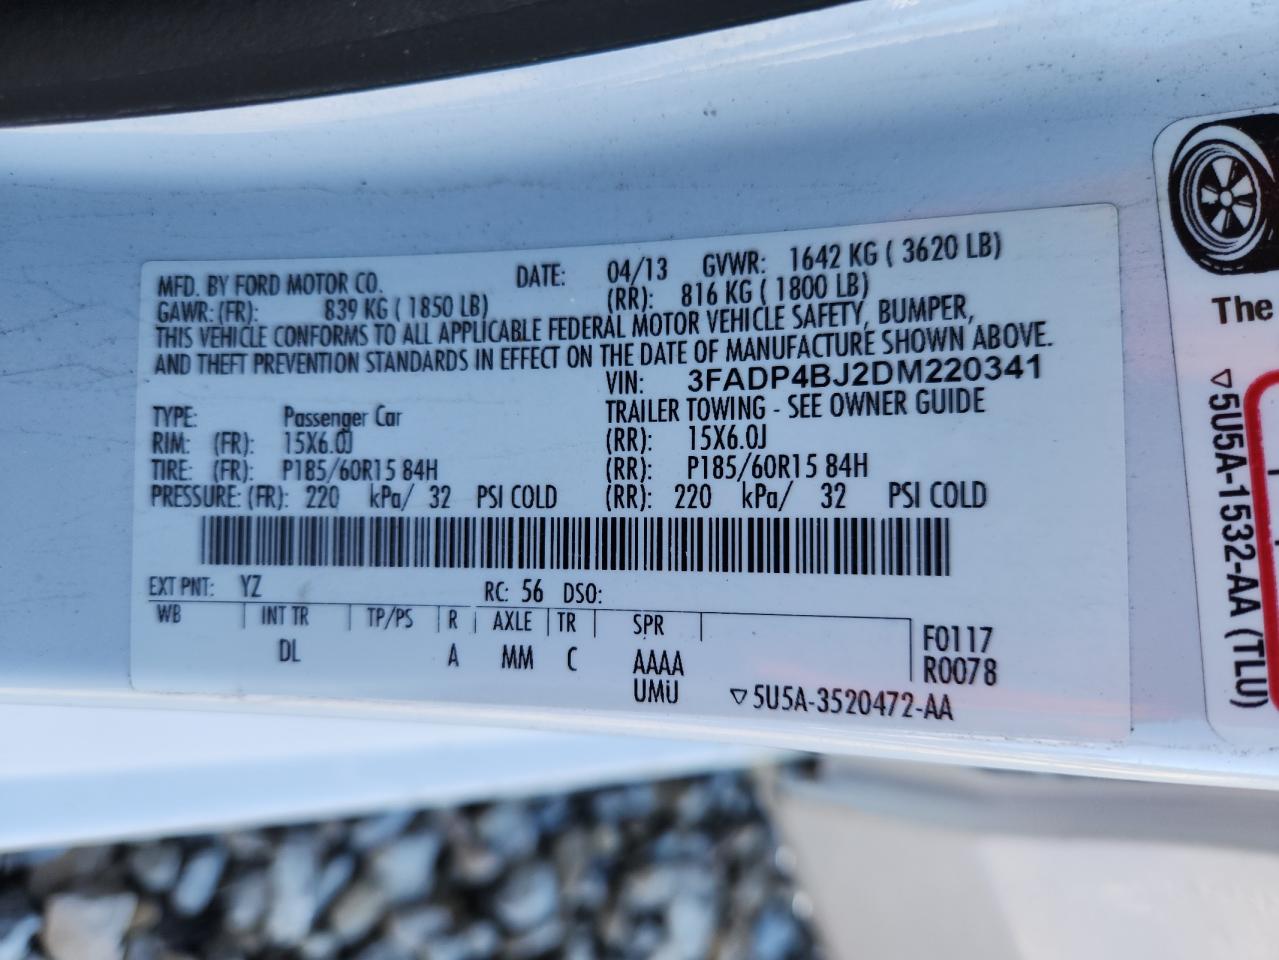 MFD. BY FORD MOTOR CO. DATE: 04/13 GVWR: 1642 KG ( 3620 LB)
GAWR: (FR): 839 KG ( 1850 LB) (RR): 816 KG ( 1800 LB)
THIS VEHICLE CONFORMS TO ALL APPLICABLE FEDERAL MOTOR VEHICLE SAFETY, BUMPER,
AND THEFT PREVENTION STANDARDS IN EFFECT ON THE DATE OF MANUFACTURE SHOWN ABOVE.
VIN: 3FADP4BJ2DM220341
TYPE: Passenger Car TRAILER TOWING - SEE OWNER GUIDE
RIM: (FR): 15X6.0J (RR): 15X6.0J
TIRE: (FR): P185/60R15 84H (RR): P185/60R15 84H
PRESSURE: (FR): 220 kPa/ 32 PSI COLD (RR): 220 kPa/ 32 PSI COLD
EXT PNT: YZ RC: 56 DSO:
WB INT TR TP/PS R AXLE TR SPR F0117
DL A MM C AAAA R0078
UMU ▽5U5A-3520472-AA
The
▽5U5A-1532-AA (TLU)